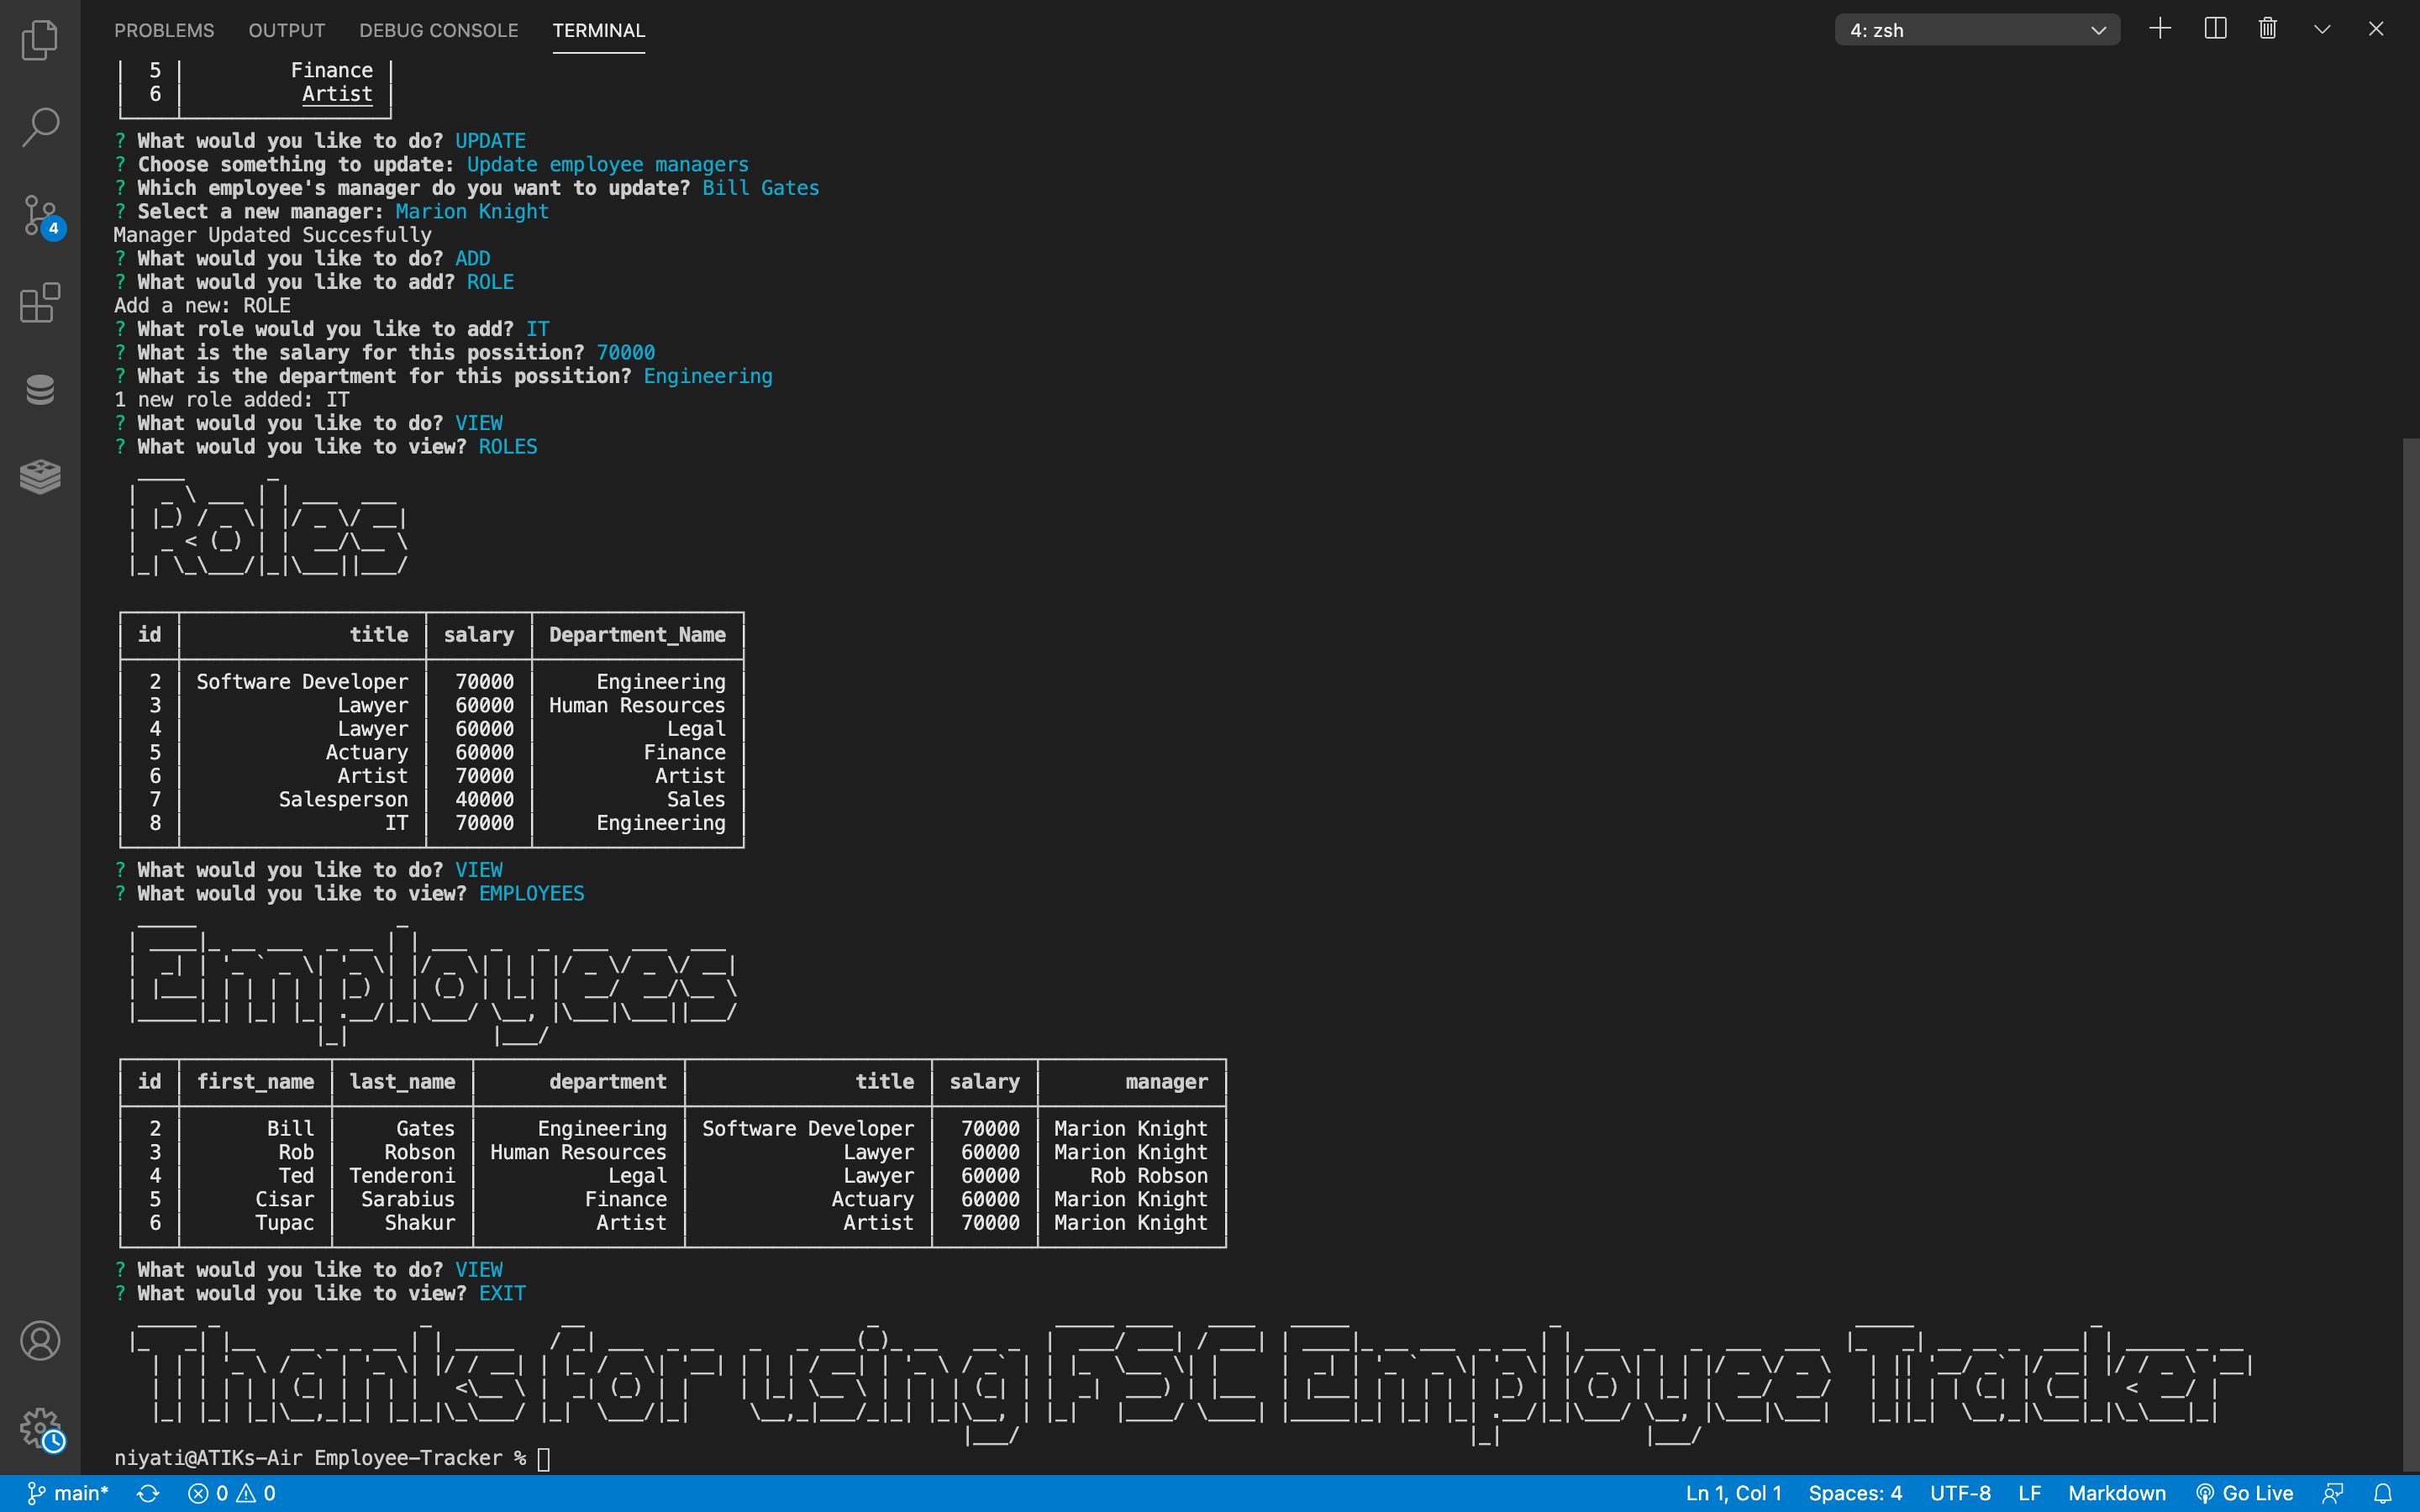 PROBLEMS OUTPUT DEBUG CONSOLE TERMINAL 4: zsh
| 5 | Finance |
| 6 | Artist |
? What would you like to do? UPDATE
? Choose something to update: Update employee managers
? Which employee's manager do you want to update? Bill Gates
? Select a new manager: Marion Knight
Manager Updated Succesfully
? What would you like to do? ADD
? What would you like to add? ROLE
Add a new: ROLE
? What role would you like to add? IT
? What is the salary for this possition? 70000
? What is the department for this possition? Engineering
1 new role added: IT
? What would you like to do? VIEW
? What would you like to view? ROLES
Roles
| id | title | salary | Department_Name |
| 2 | Software Developer | 70000 | Engineering |
| 3 | Lawyer | 60000 | Human Resources |
| 4 | Lawyer | 60000 | Legal |
| 5 | Actuary | 60000 | Finance |
| 6 | Artist | 70000 | Artist |
| 7 | Salesperson | 40000 | Sales |
| 8 | IT | 70000 | Engineering |
? What would you like to do? VIEW
? What would you like to view? EMPLOYEES
Employees
| id | first_name | last_name | department | title | salary | manager |
| 2 | Bill | Gates | Engineering | Software Developer | 70000 | Marion Knight |
| 3 | Rob | Robson | Human Resources | Lawyer | 60000 | Marion Knight |
| 4 | Ted | Tenderoni | Legal | Lawyer | 60000 | Rob Robson |
| 5 | Cisar | Sarabius | Finance | Actuary | 60000 | Marion Knight |
| 6 | Tupac | Shakur | Artist | Artist | 70000 | Marion Knight |
? What would you like to do? VIEW
? What would you like to view? EXIT
Thanks for using FSC Employee Tracker
niyati@ATIKs-Air Employee-Tracker %
4
main* 0 0 Ln 1, Col 1 Spaces: 4 UTF-8 LF Markdown Go Live